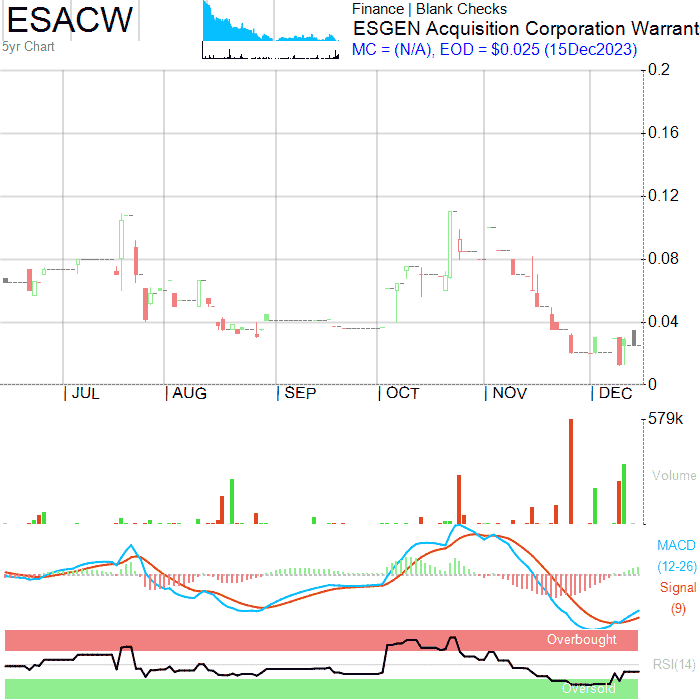 ESACW
5yr Chart
Finance | Blank Checks
ESGEN Acquisition Corporation Warrant
MC = (N/A), EOD = $0.025 (15Dec2023)
0.2
0.16
0.12
0.08
0.04
0
JUL AUG SEP OCT NOV DEC
579k
Volume
MACD
(12-26)
Signal
(9)
Overbought
RSI(14)
Oversold